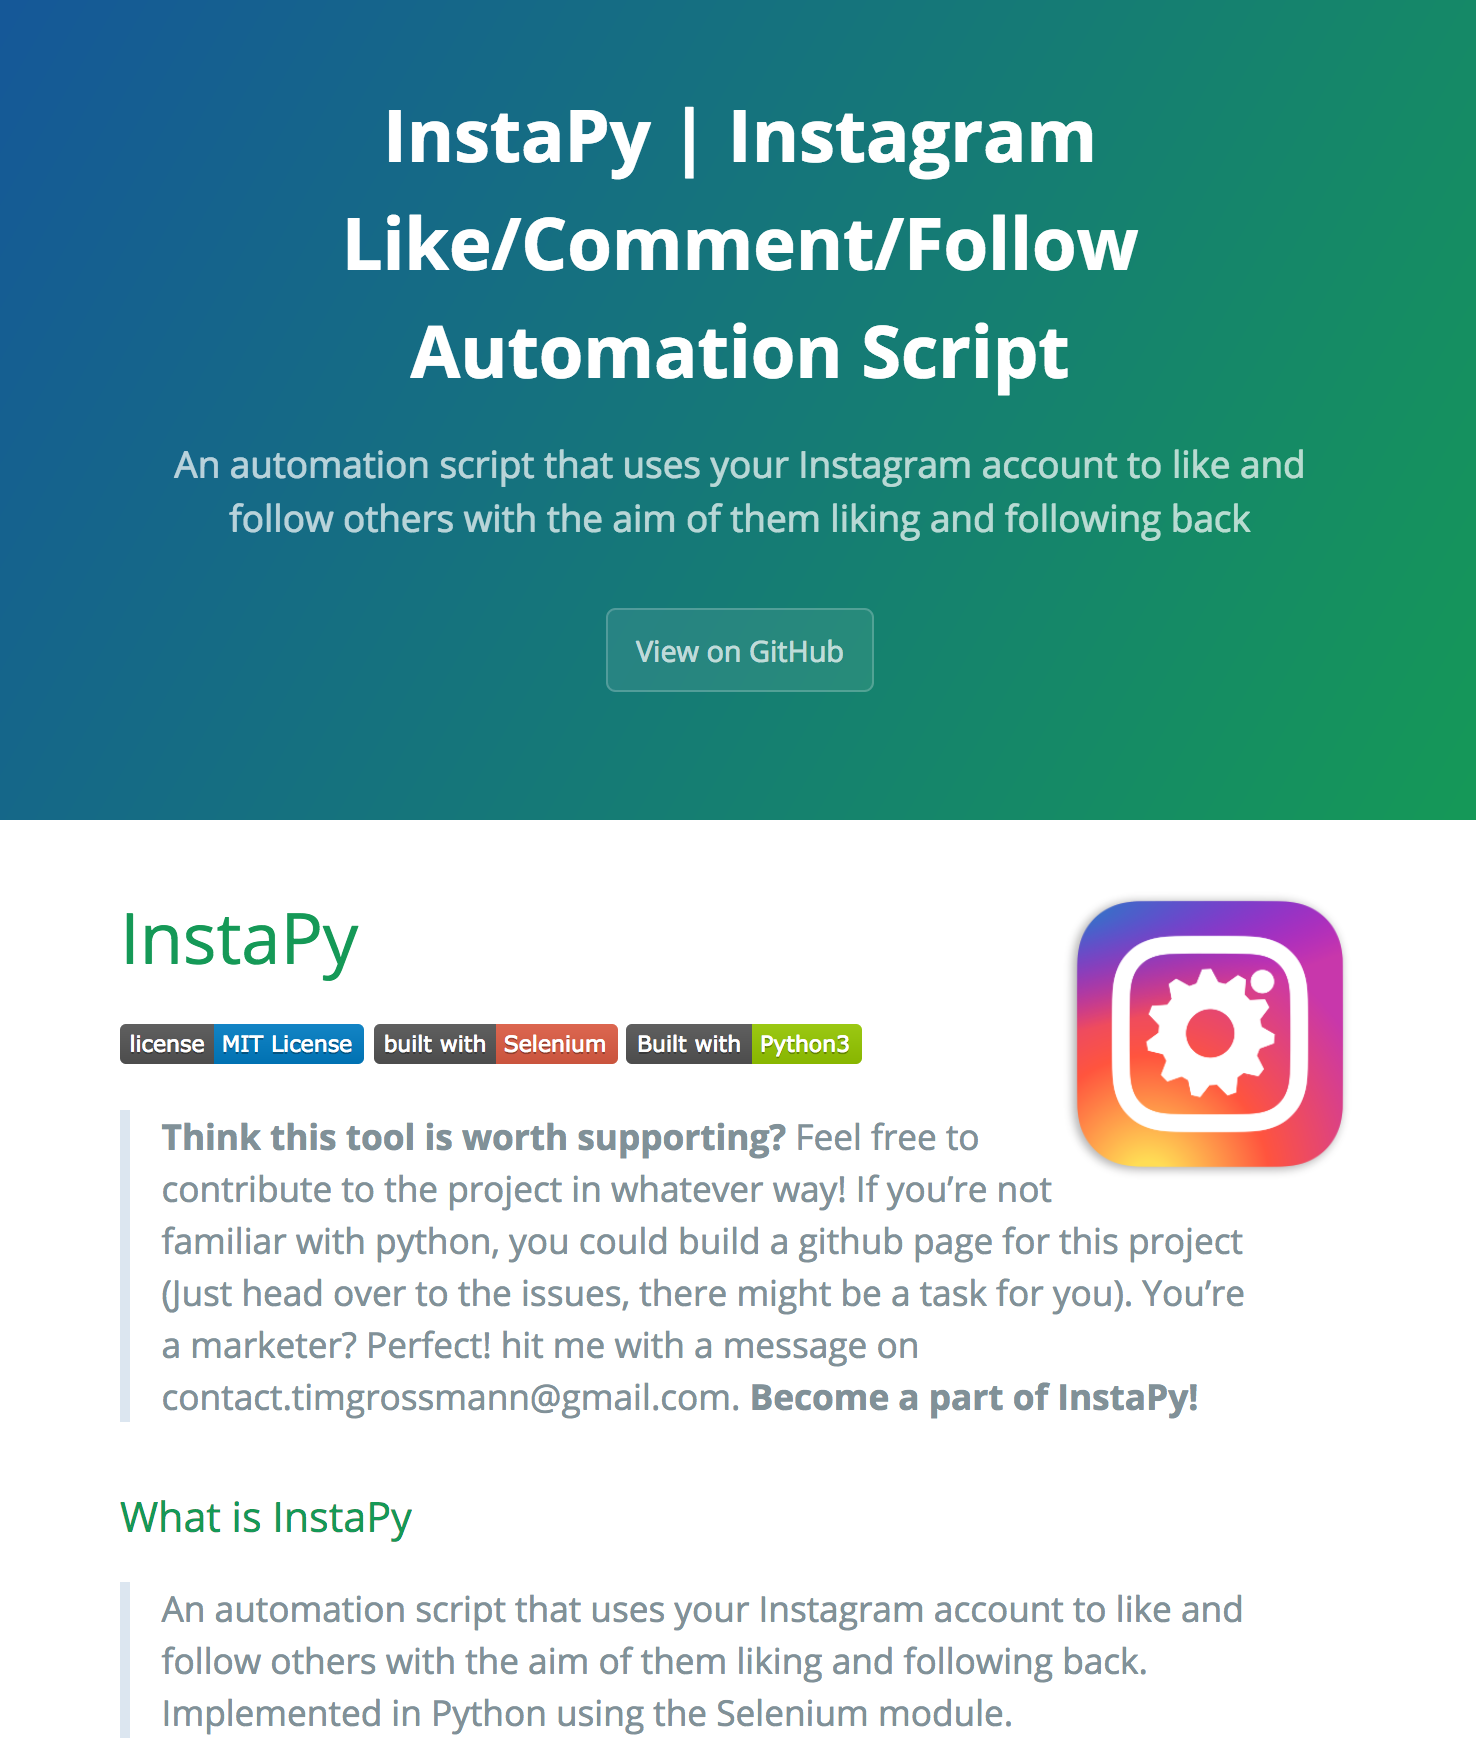 InstaPy | Instagram
Like/Comment/Follow
Automation Script
An automation script that uses your Instagram account to like and
follow others with the aim of them liking and following back
View on GitHub
InstaPy
license MIT License built with Selenium Built with Python3
Think this tool is worth supporting? Feel free to
contribute to the project in whatever way! If you’re not
familiar with python, you could build a github page for this project
(Just head over to the issues, there might be a task for you). You’re
a marketer? Perfect! hit me with a message on
contact.timgrossmann@gmail.com. Become a part of InstaPy!
What is InstaPy
An automation script that uses your Instagram account to like and
follow others with the aim of them liking and following back.
Implemented in Python using the Selenium module.